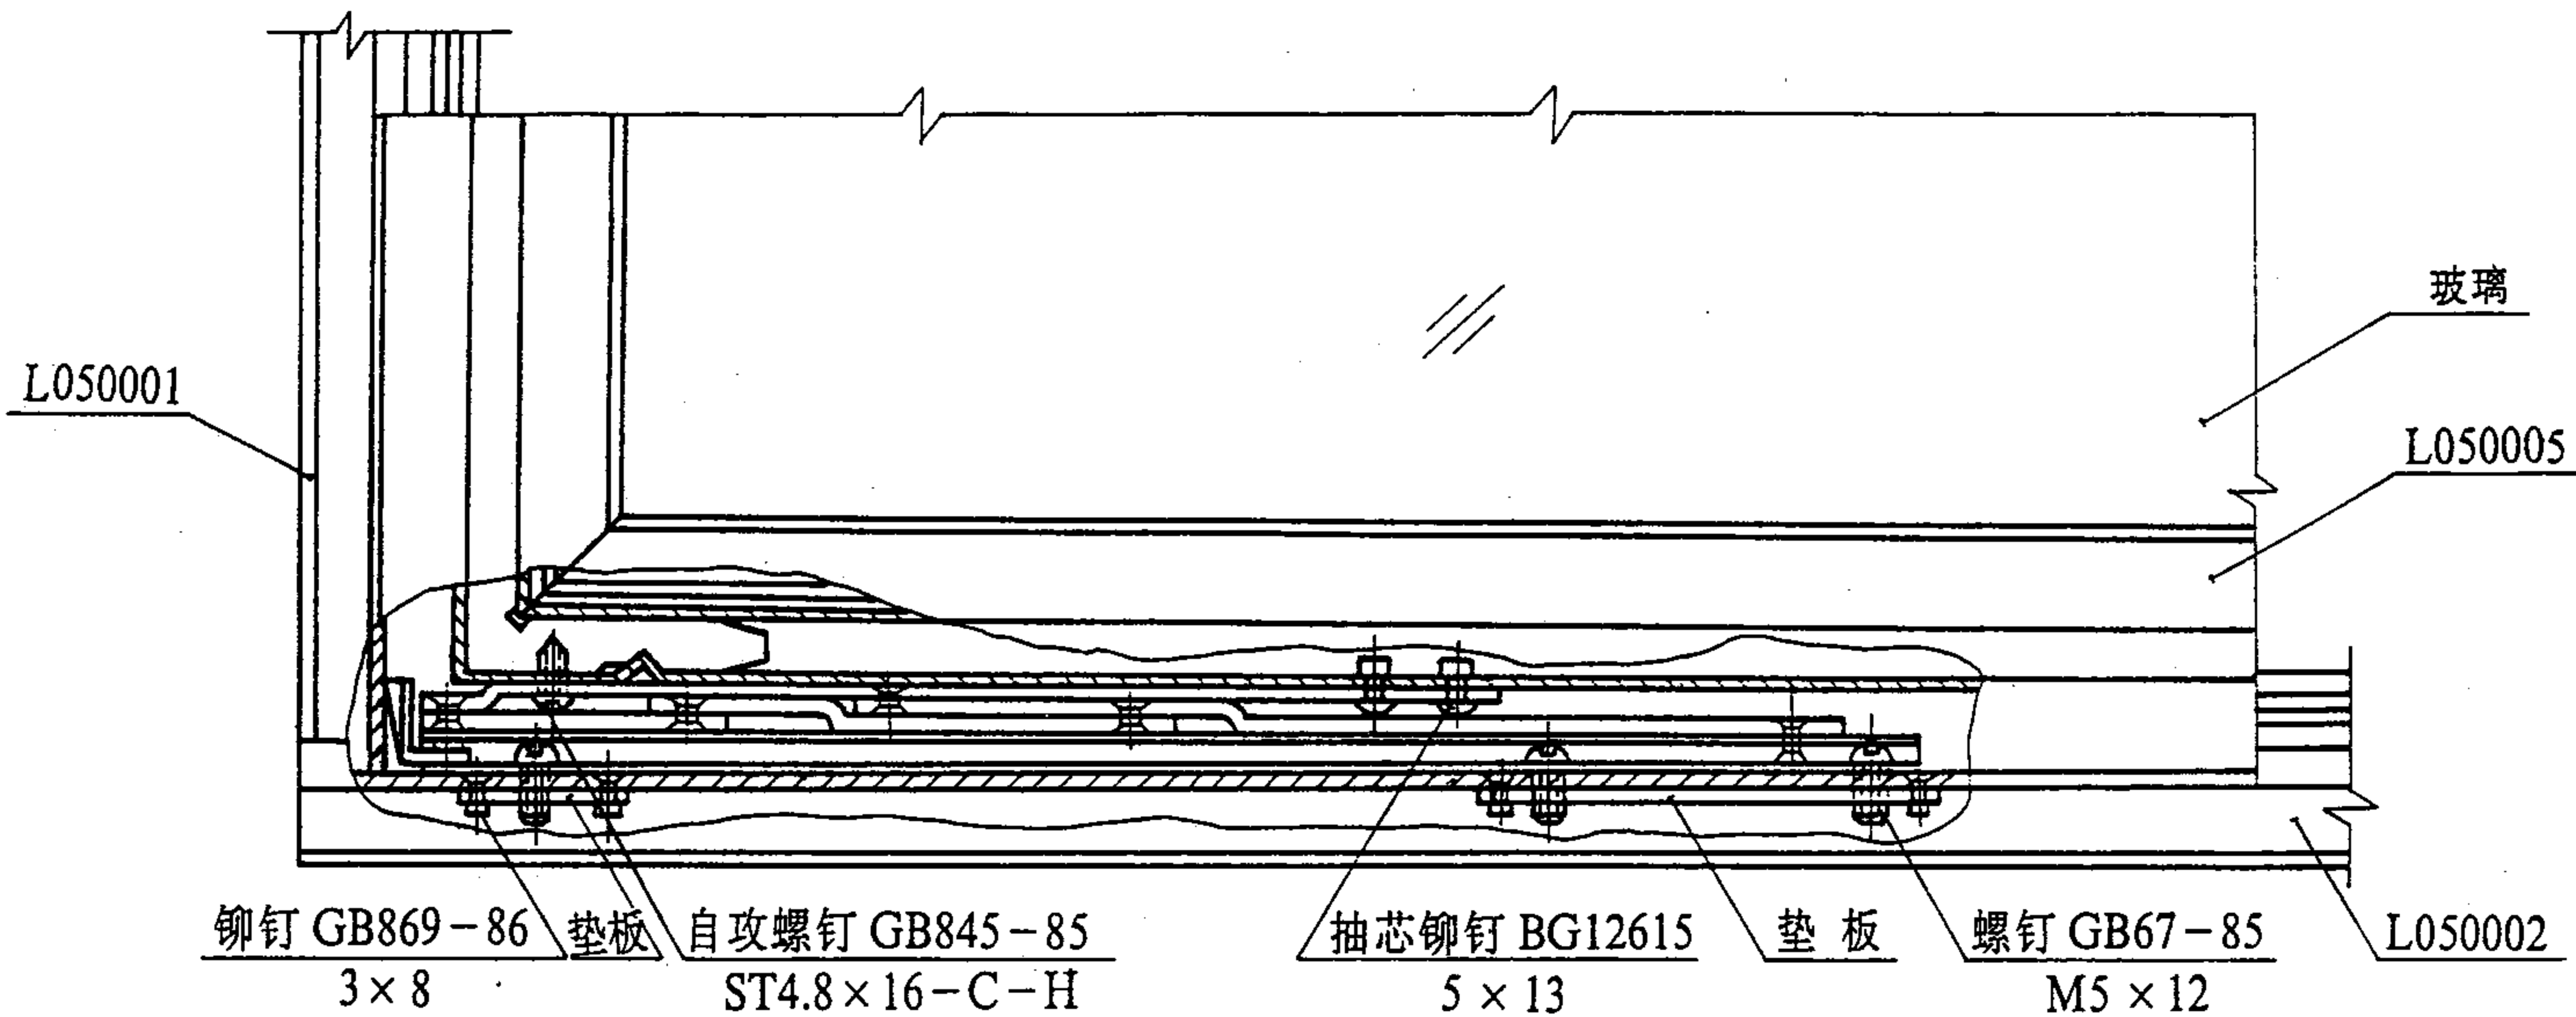 玻璃
L050001
L050005
铆钉 GB869-86
3×8
垫板
自攻螺钉 GB845-85
ST4.8×16-C-H
抽芯铆钉 BG12615
5×13
垫 板
螺钉 GB67-85
M5×12
L050002